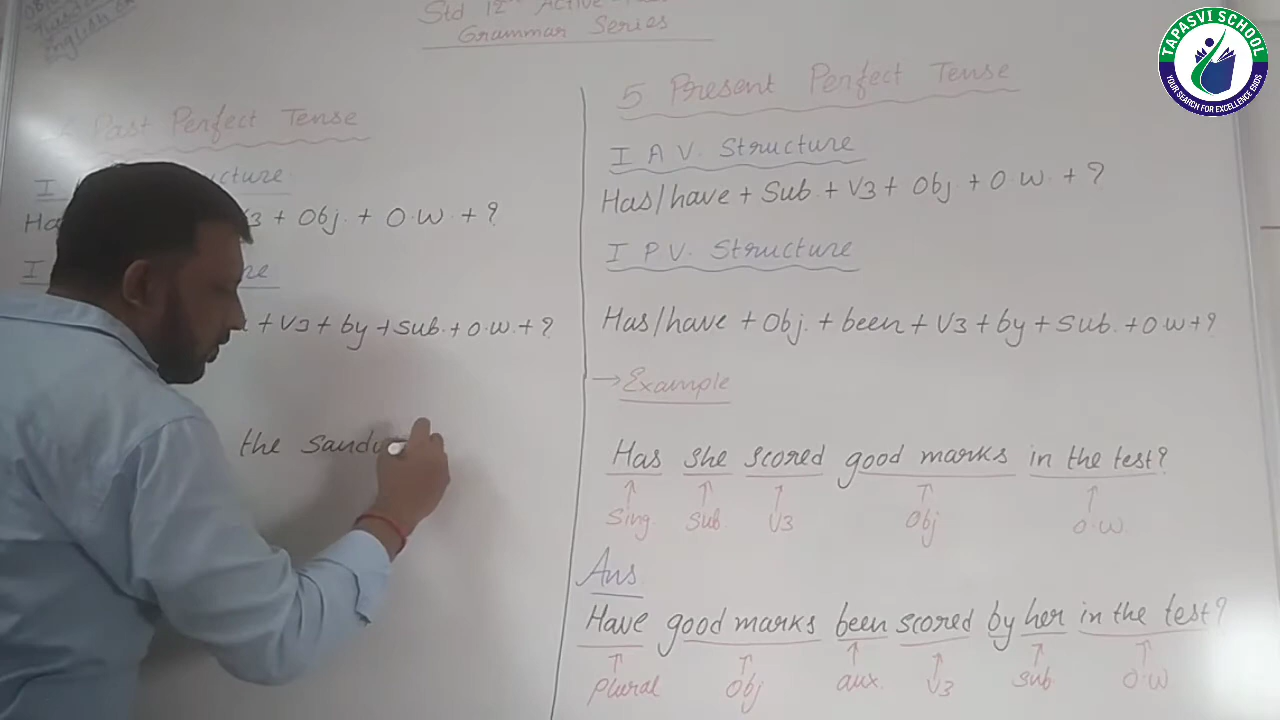 Std 12th Active
Grammar Series
Past Perfect Tense
I
cture
Ha
V3 + Obj. + O.W. + ?
I
+ V3 + by + Sub. + O.W. + ?
the
5 Present Perfect Tense
I A V. Structure
Has/have + Sub. + V3 + Obj. + O.W. + ?
I P V. Structure
Has/have + Obj. + been + V3 + by + Sub. + O.W + ?
→ Example
Has she scored good marks in the test?
Sing. Sub. V3 Obj O.W.
Ans
Have good marks been scored by her in the test?
Plural Obj aux. V3 Sub. O.W
TAPASVI SCHOOL
YOUR SEARCH FOR EXCELLENCE ENDS